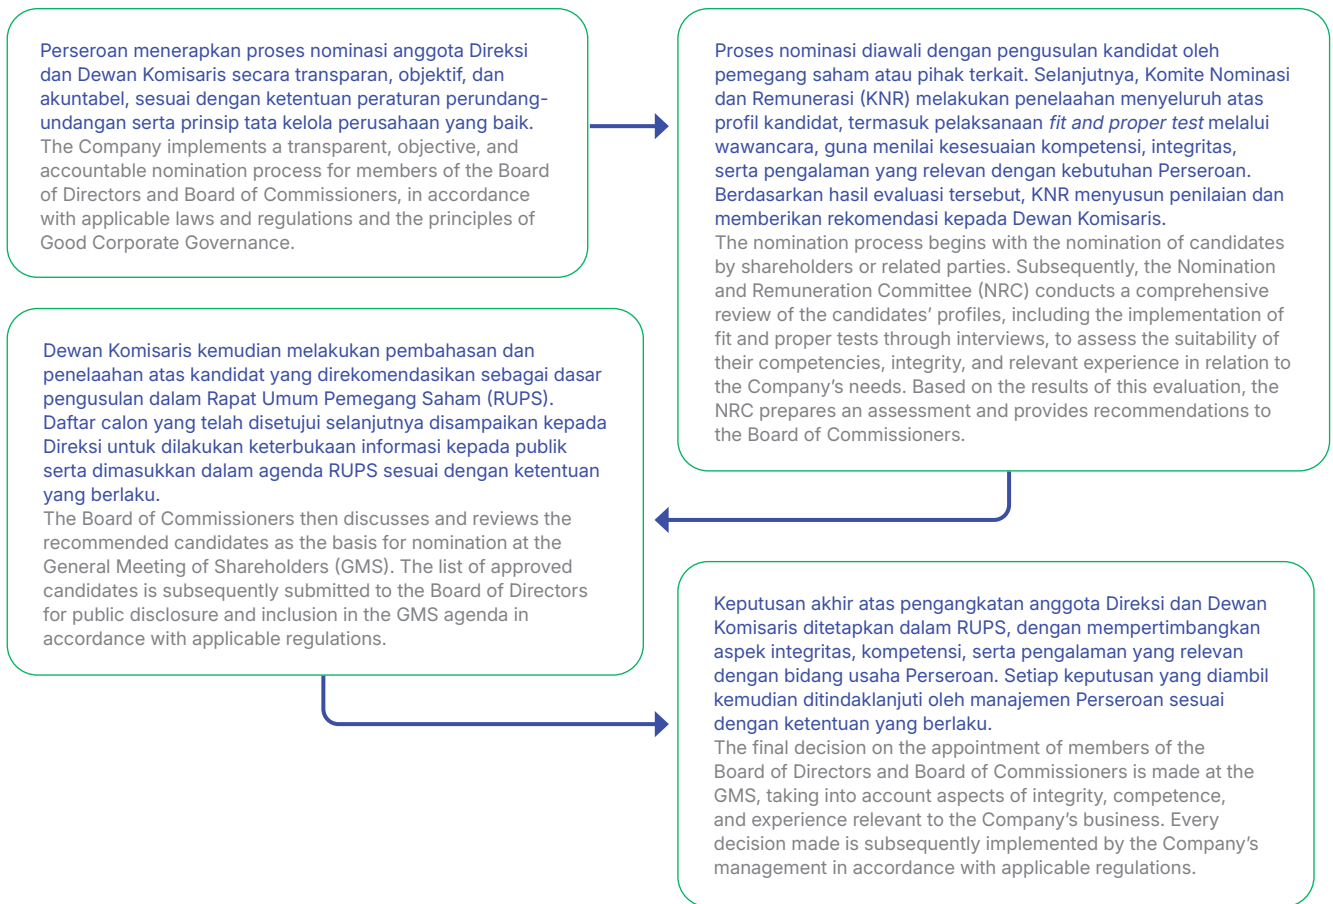 Perseroan menerapkan proses nominasi anggota Direksi
dan Dewan Komisaris secara transparan, objektif, dan
akuntabel, sesuai dengan ketentuan peraturan perundang-
undangan serta prinsip tata kelola perusahaan yang baik.
The Company implements a transparent, objective, and
accountable nomination process for members of the Board
of Directors and Board of Commissioners, in accordance
with applicable laws and regulations and the principles of
Good Corporate Governance.
Proses nominasi diawali dengan pengusulan kandidat oleh
pemegang saham atau pihak terkait. Selanjutnya, Komite Nominasi
dan Remunerasi (KNR) melakukan penelaahan menyeluruh atas
profil kandidat, termasuk pelaksanaan fit and proper test melalui
wawancara, guna menilai kesesuaian kompetensi, integritas,
serta pengalaman yang relevan dengan kebutuhan Perseroan.
Berdasarkan hasil evaluasi tersebut, KNR menyusun penilaian dan
memberikan rekomendasi kepada Dewan Komisaris.
The nomination process begins with the nomination of candidates
by shareholders or related parties. Subsequently, the Nomination
and Remuneration Committee (NRC) conducts a comprehensive
review of the candidates’ profiles, including the implementation of
fit and proper tests through interviews, to assess the suitability of
their competencies, integrity, and relevant experience in relation to
the Company’s needs. Based on the results of this evaluation, the
NRC prepares an assessment and provides recommendations to
the Board of Commissioners.
Dewan Komisaris kemudian melakukan pembahasan dan
penelaahan atas kandidat yang direkomendasikan sebagai dasar
pengusulan dalam Rapat Umum Pemegang Saham (RUPS).
Daftar calon yang telah disetujui selanjutnya disampaikan kepada
Direksi untuk dilakukan keterbukaan informasi kepada publik
serta dimasukkan dalam agenda RUPS sesuai dengan ketentuan
yang berlaku.
The Board of Commissioners then discusses and reviews the
recommended candidates as the basis for nomination at the
General Meeting of Shareholders (GMS). The list of approved
candidates is subsequently submitted to the Board of Directors
for public disclosure and inclusion in the GMS agenda in
accordance with applicable regulations.
Keputusan akhir atas pengangkatan anggota Direksi dan Dewan
Komisaris ditetapkan dalam RUPS, dengan mempertimbangkan
aspek integritas, kompetensi, serta pengalaman yang relevan
dengan bidang usaha Perseroan. Setiap keputusan yang diambil
kemudian ditindaklanjuti oleh manajemen Perseroan sesuai
dengan ketentuan yang berlaku.
The final decision on the appointment of members of the
Board of Directors and Board of Commissioners is made at the
GMS, taking into account aspects of integrity, competence,
and experience relevant to the Company’s business. Every
decision made is subsequently implemented by the Company’s
management in accordance with applicable regulations.